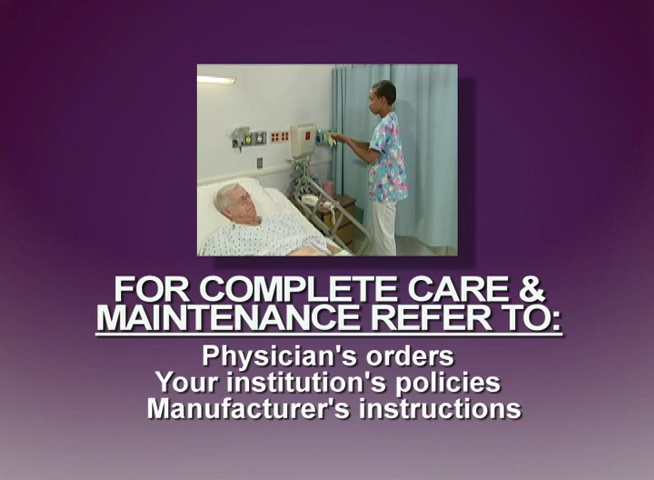 FOR COMPLETE CARE &
MAINTENANCE REFER TO:
Physician's orders
Your institution's policies
Manufacturer's instructions